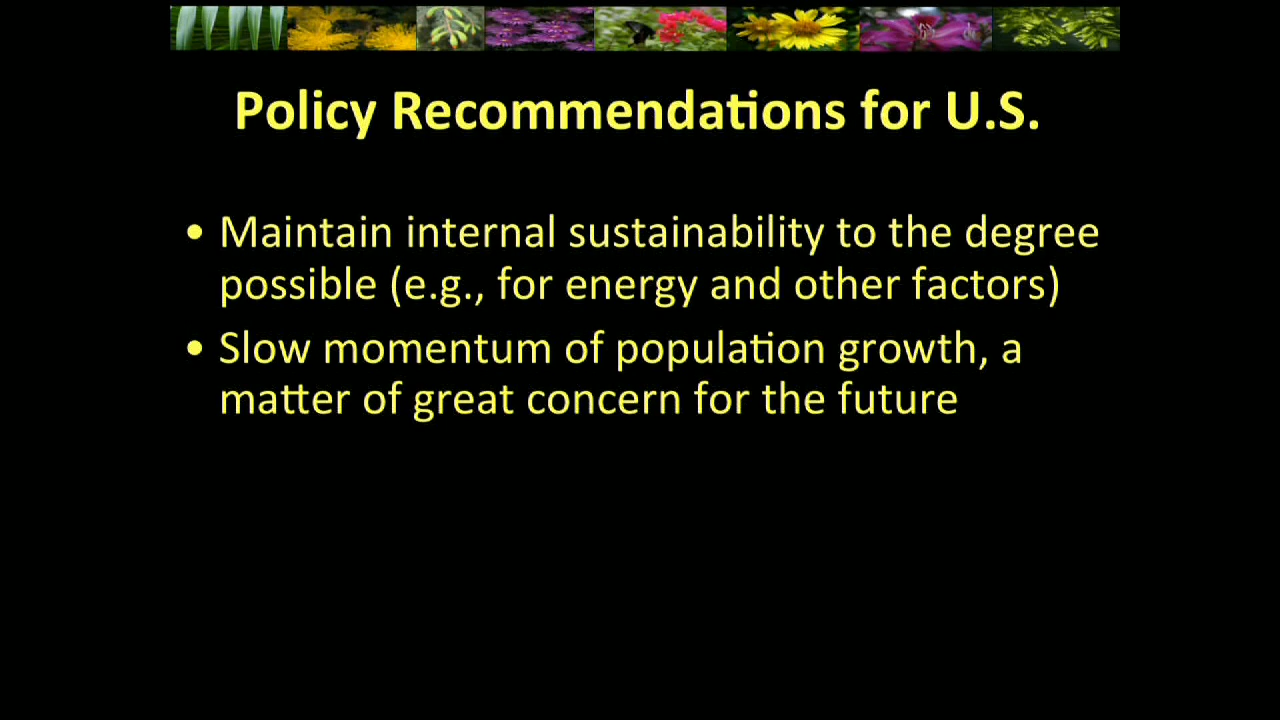 Policy Recommendations for U.S.
• Maintain internal sustainability to the degree
possible (e.g., for energy and other factors)
• Slow momentum of population growth, a
matter of great concern for the future